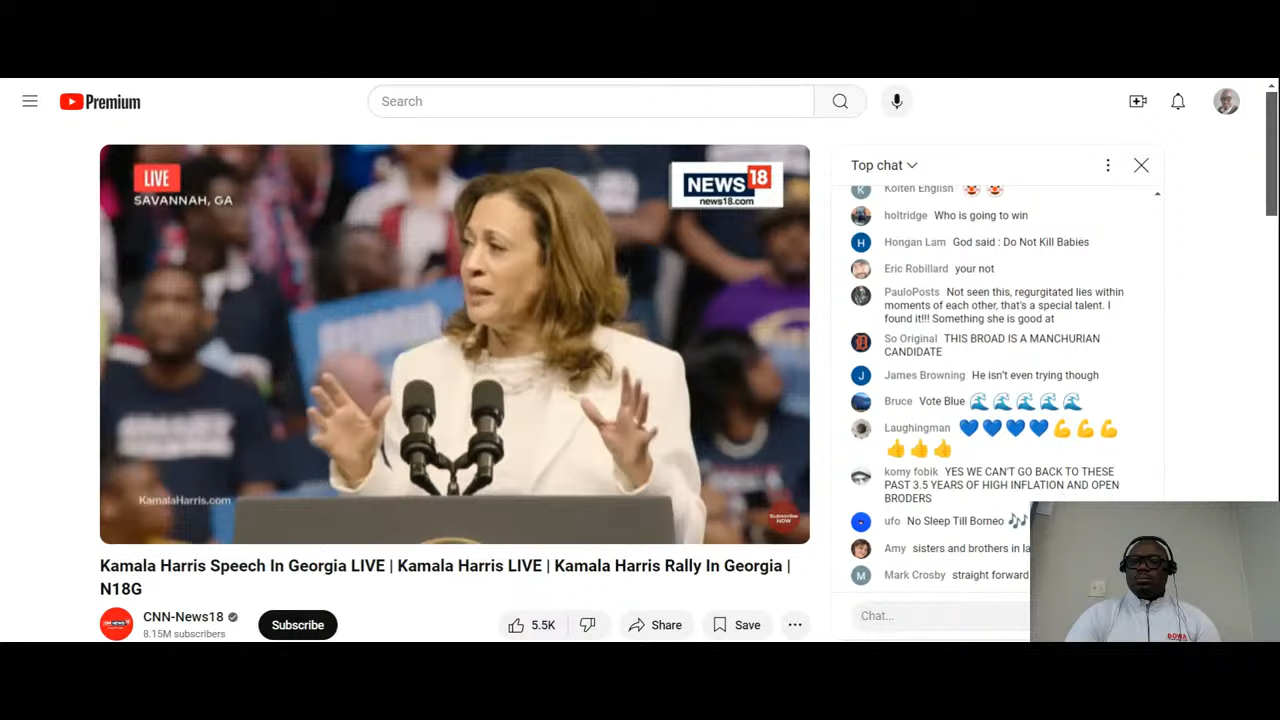 Premium
Search
LIVE
SAVANNAH, GA
NEWS 18
news18.com
KamalaHarris.com
Subscribe
NOW
Kamala Harris Speech In Georgia LIVE | Kamala Harris LIVE | Kamala Harris Rally In Georgia |
N18G
CNN-News18
8.15M subscribers
Subscribe
5.5K
Share
Save
Top chat
K Kolten English
holtridge Who is going to win
H Hongan Lam God said : Do Not Kill Babies
Eric Robillard your not
PauloPosts Not seen this, regurgitated lies within
moments of each other, that's a special talent. I
found it!!! Something she is good at
So Original THIS BROAD IS A MANCHURIAN
CANDIDATE
J James Browning He isn't even trying though
Bruce Vote Blue 🌊🌊🌊🌊🌊
Laughingman 💙💙💙💙💪💪💪
👍👍👍
komy fobik YES WE CAN'T GO BACK TO THESE
PAST 3.5 YEARS OF HIGH INFLATION AND OPEN
BRODERS
ufo No Sleep Till Borneo 🎶
Amy sisters and brothers in la
M Mark Crosby straight forward
Chat...